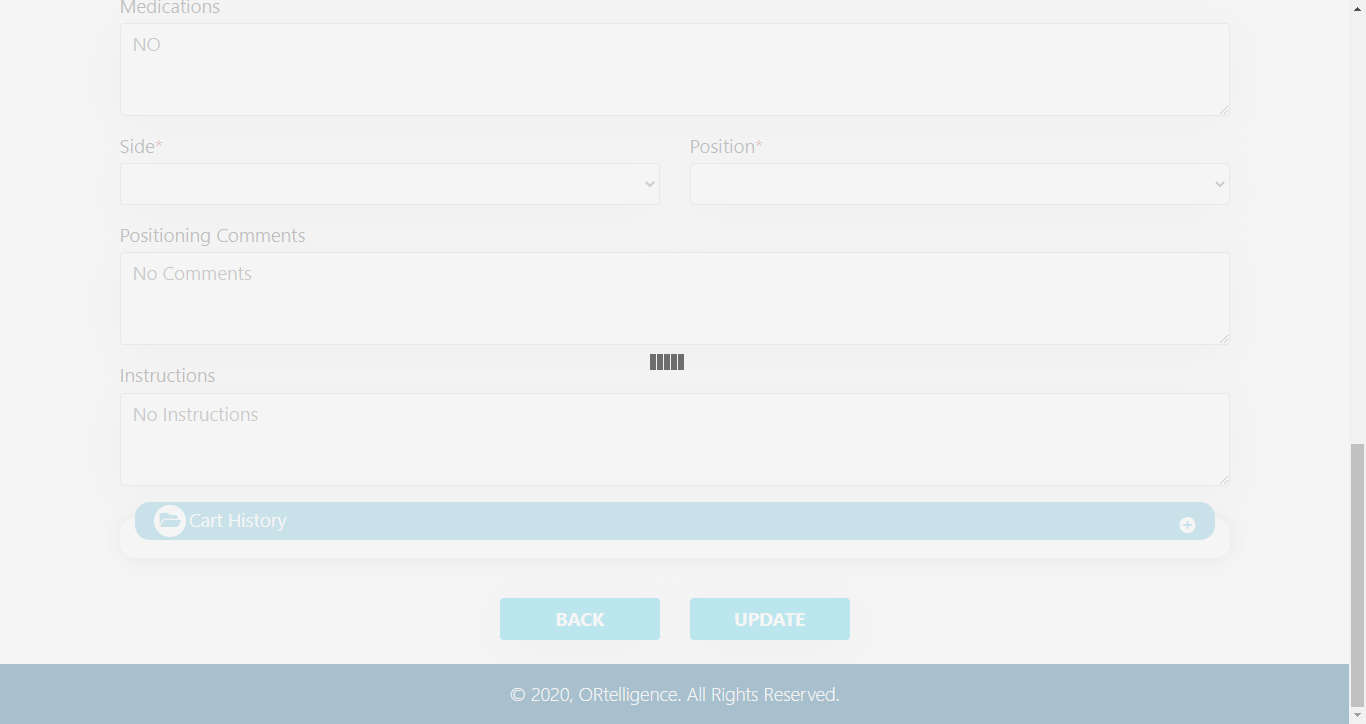 Medications
NO
Side* Position*
Positioning Comments
No Comments
Instructions
No Instructions
Cart History
BACK UPDATE
© 2020, ORtelligence. All Rights Reserved.